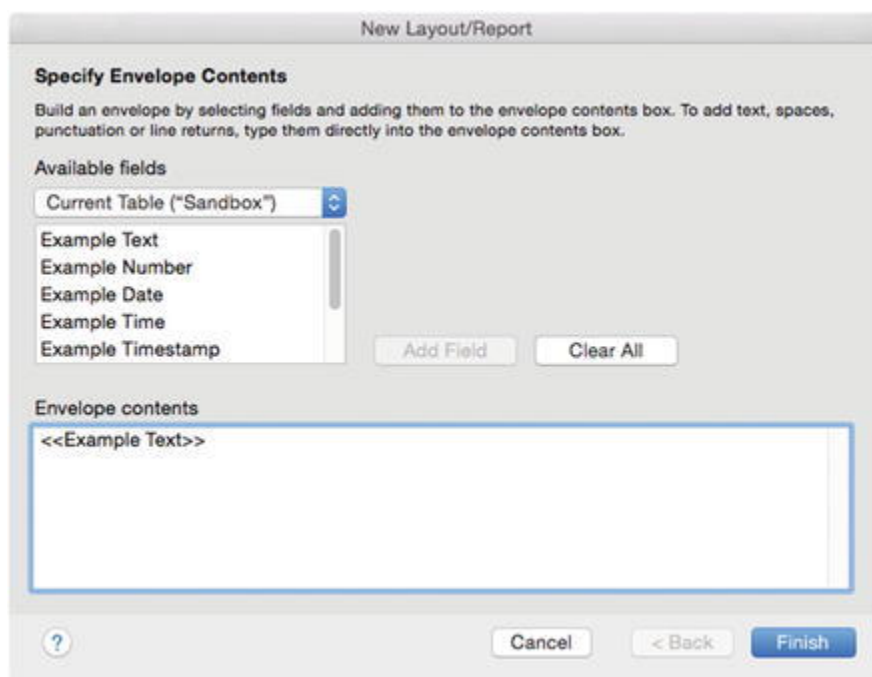 New Layout/Report
Specify Envelope Contents
Build an envelope by selecting fields and adding them to the envelope contents box. To add text, spaces,
punctuation or line returns, type them directly into the envelope contents box.
Available fields
Current Table (“Sandbox”)
Example Text
Example Number
Example Date
Example Time
Example Timestamp
Add Field
Clear All
Envelope contents
<<Example Text>>
?
Cancel
< Back
Finish